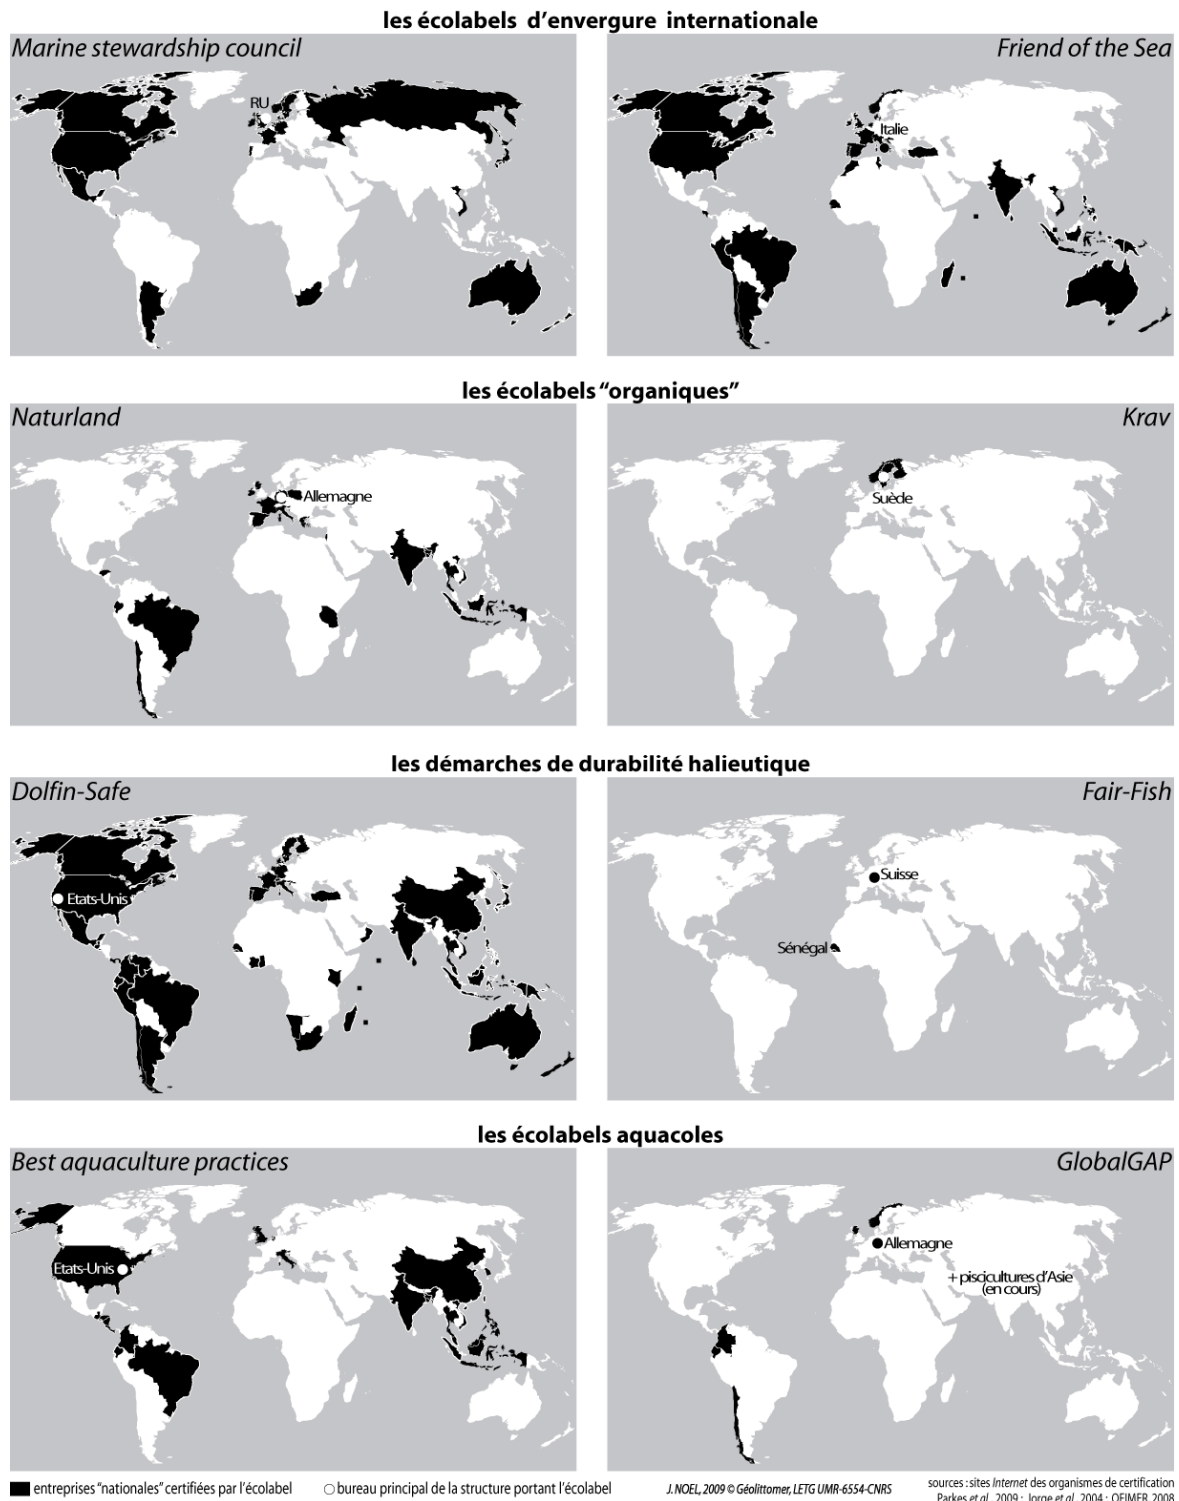 les écolabels d'envergure internationale
Marine stewardship council
Friend of the Sea
RU
Italie
les écolabels "organiques"
Naturland
Krav
Allemagne
Suède
les démarches de durabilité halieutique
Dolfin-Safe
Fair-Fish
Etats-Unis
Suisse
Sénégal
les écolabels aquacoles
Best aquaculture practices
GlobalGAP
Etats-Unis
Allemagne
+ piscicultures d'Asie
(en cours)
entreprises "nationales" certifiées par l'écolabel
bureau principal de la structure portant l'écolabel
J. NOEL, 2009 © Géolittomer, LETG UMR-6554-CNRS
sources : sites Internet des organismes de certification
Parkes et al., 2009 ; Jorge et al., 2004 ; OFIMER 2008